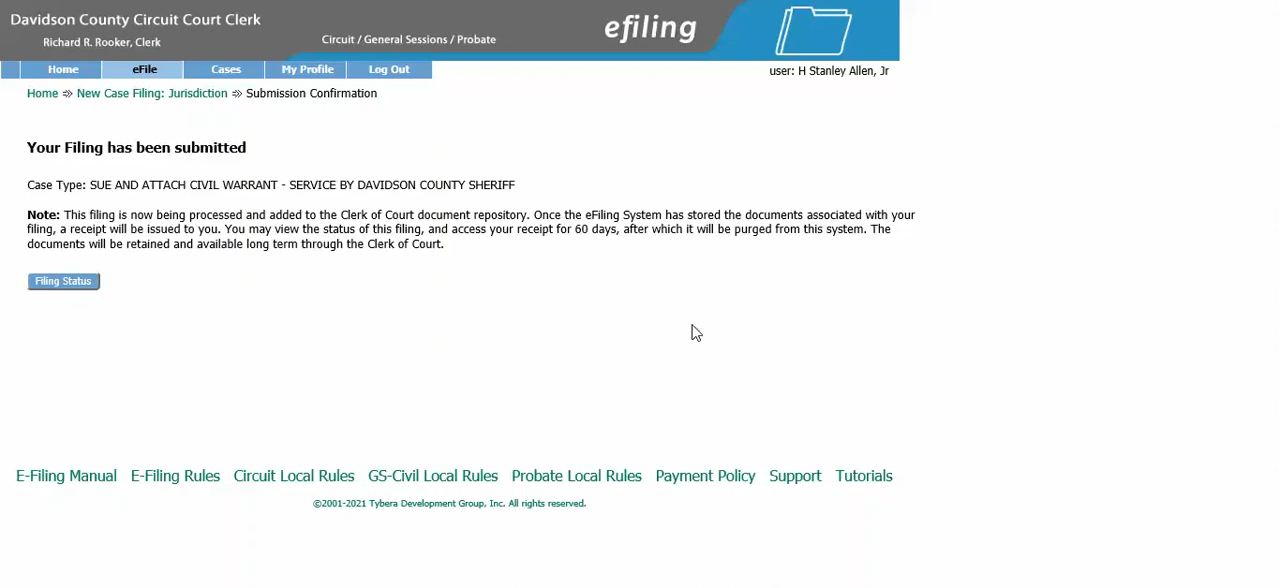 Davidson County Circuit Court Clerk
Richard R. Rooker, Clerk
Circuit / General Sessions / Probate
efiling
Home eFile Cases My Profile Log Out
user: H Stanley Allen, Jr
Home ⇨ New Case Filing: Jurisdiction ⇨ Submission Confirmation
Your Filing has been submitted
Case Type: SUE AND ATTACH CIVIL WARRANT - SERVICE BY DAVIDSON COUNTY SHERIFF
Note: This filing is now being processed and added to the Clerk of Court document repository. Once the eFiling System has stored the documents associated with your
filing, a receipt will be issued to you. You may view the status of this filing, and access your receipt for 60 days, after which it will be purged from this system. The
documents will be retained and available long term through the Clerk of Court.
Filing Status
E-Filing Manual E-Filing Rules Circuit Local Rules GS-Civil Local Rules Probate Local Rules Payment Policy Support Tutorials
©2001-2021 Tybera Development Group, Inc. All rights reserved.